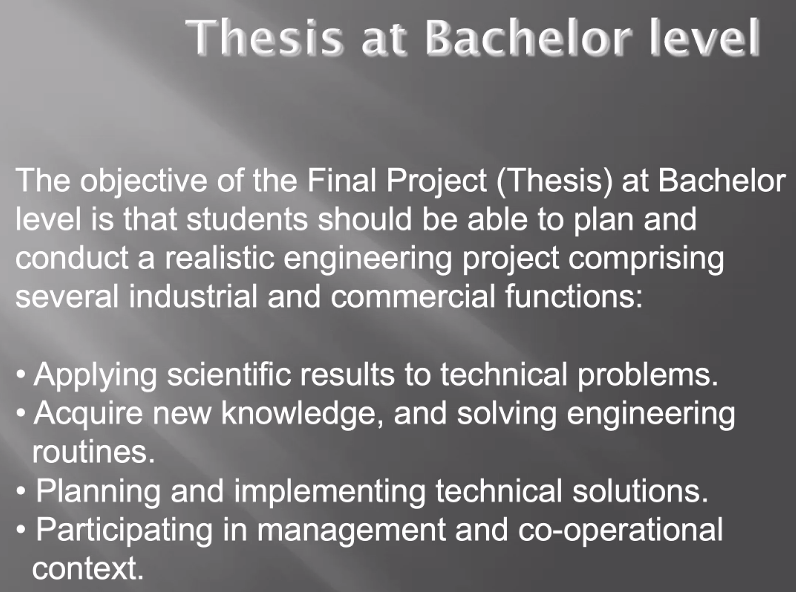 Thesis at Bachelor level
The objective of the Final Project (Thesis) at Bachelor
level is that students should be able to plan and
conduct a realistic engineering project comprising
several industrial and commercial functions:
• Applying scientific results to technical problems.
• Acquire new knowledge, and solving engineering
routines.
• Planning and implementing technical solutions.
• Participating in management and co-operational
context.